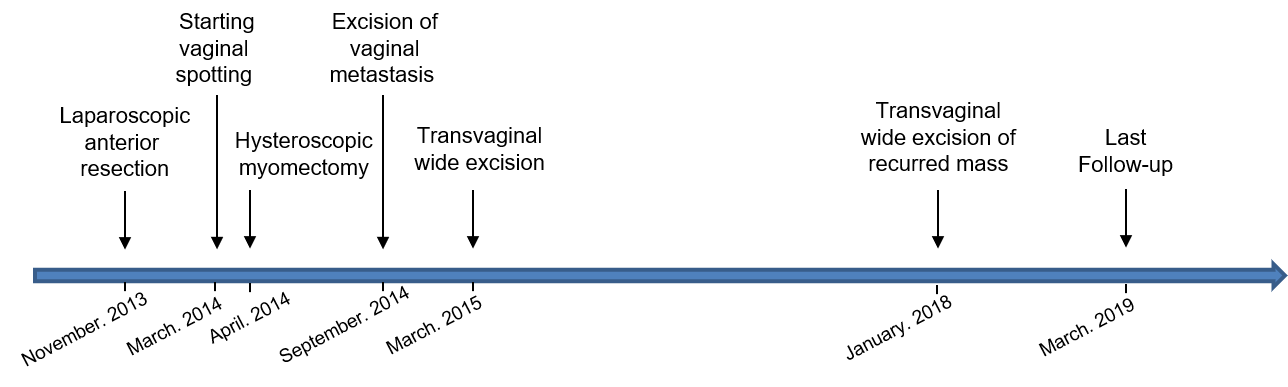 Laparoscopic
anterior
resection
Starting
vaginal
spotting
Hysteroscopic
myomectomy
Excision of
vaginal
metastasis
Transvaginal
wide excision
Transvaginal
wide excision of
recurred mass
Last
Follow-up
November. 2013
March. 2014
April. 2014
September. 2014
March. 2015
January. 2018
March. 2019